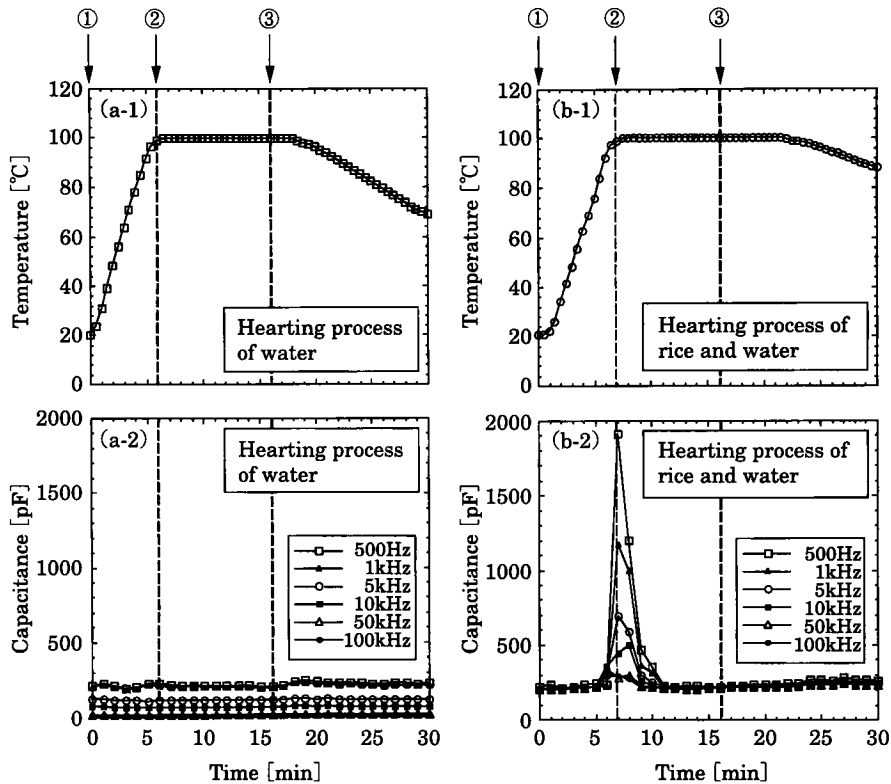 ① ② ③
① ② ③
120
100
80
60
40
20
0
Temperature [℃]
(a-1)
Hearting process
of water
120
100
80
60
40
20
0
Temperature [℃]
(b-1)
Hearting process of
rice and water
2000
1500
1000
500
0
Capacitance [pF]
(a-2)
Hearting process
of water
500Hz
1kHz
5kHz
10kHz
50kHz
100kHz
0 5 10 15 20 25 30
Time [min]
2000
1500
1000
500
0
Capacitance [pF]
(b-2)
Hearting process of
rice and water
500Hz
1kHz
5kHz
10kHz
50kHz
100kHz
0 5 10 15 20 25 30
Time [min]